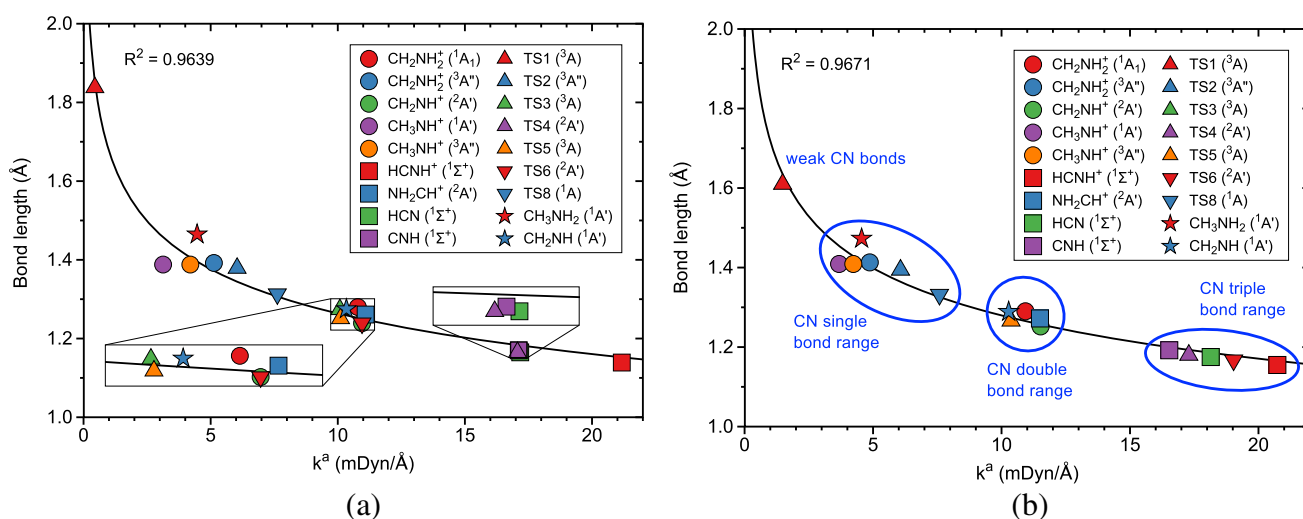 2.0
1.8
1.6
1.4
1.2
1.0
Bond length (Å)
R² = 0.9639
CH₂NH₂⁺ (¹A₁)
CH₂NH₂⁺ (³A")
CH₂NH⁺ (²A')
CH₃NH⁺ (¹A')
CH₃NH⁺ (³A")
HCNH⁺ (¹Σ⁺)
NH₂CH⁺ (²A')
HCN (¹Σ⁺)
CNH (¹Σ⁺)
TS1 (³A)
TS2 (³A")
TS3 (³A)
TS4 (²A')
TS5 (³A)
TS6 (²A')
TS8 (¹A)
CH₃NH₂ (¹A')
CH₂NH (¹A')
0 5 10 15 20
kᵃ (mDyn/Å)
(a)
2.0
1.8
1.6
1.4
1.2
1.0
Bond length (Å)
R² = 0.9671
CH₂NH₂⁺ (¹A₁)
CH₂NH₂⁺ (³A")
CH₂NH⁺ (²A')
CH₃NH⁺ (¹A')
CH₃NH⁺ (³A")
HCNH⁺ (¹Σ⁺)
NH₂CH⁺ (²A')
HCN (¹Σ⁺)
CNH (¹Σ⁺)
TS1 (³A)
TS2 (³A")
TS3 (³A)
TS4 (²A')
TS5 (³A)
TS6 (²A')
TS8 (¹A)
CH₃NH₂ (¹A')
CH₂NH (¹A')
weak CN bonds
CN single
bond range
CN double
bond range
CN triple
bond range
0 5 10 15 20
kᵃ (mDyn/Å)
(b)